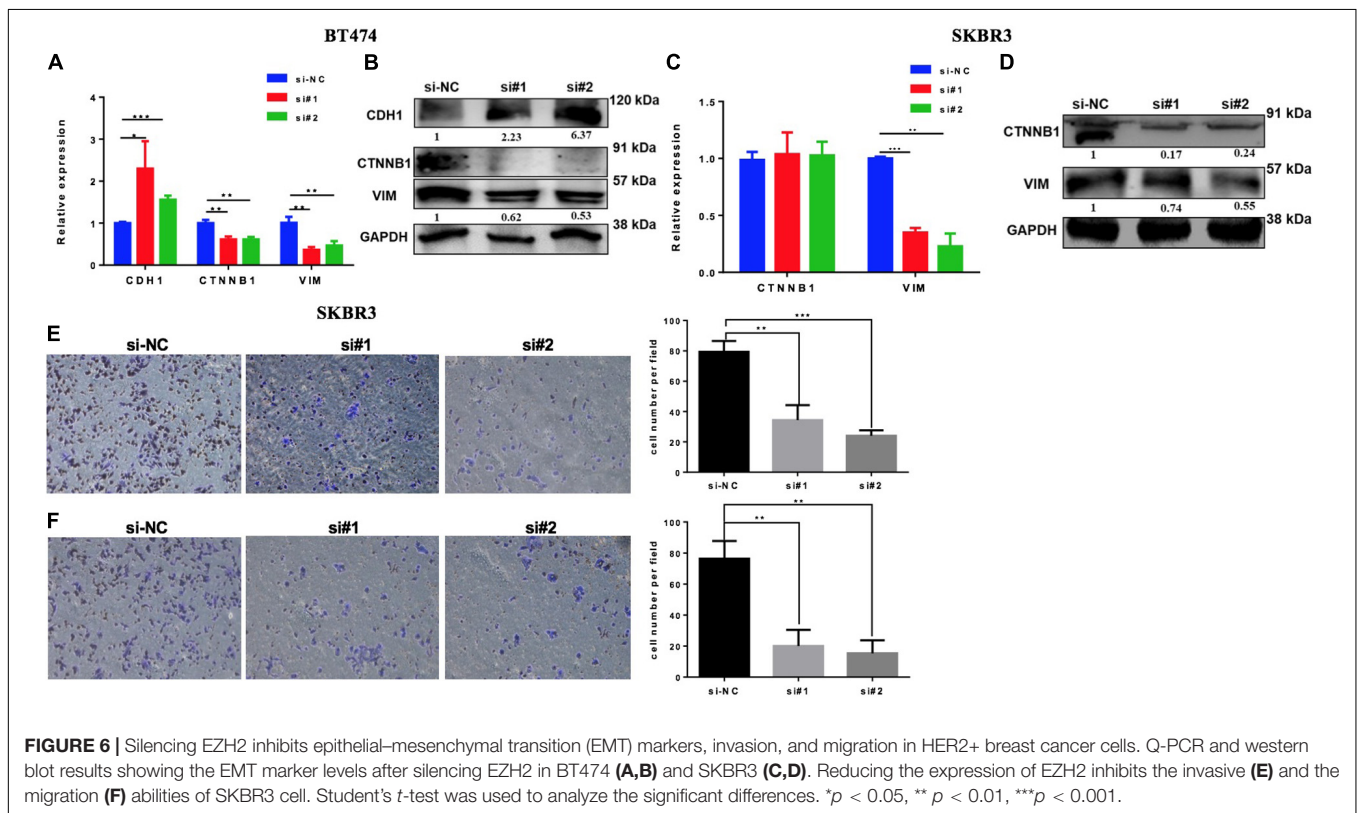 BT474
SKBR3
A
si-NC
si#1
si#2
Relative expression
4
3
2
1
0
***
*
**
**
**
**
CDH1
CTNNB1
VIM
B
si-NC si#1 si#2
CDH1
120 kDa
1 2.23 6.37
CTNNB1
91 kDa
57 kDa
VIM
1 0.62 0.53
38 kDa
GAPDH
C
si-NC
si#1
si#2
Relative expression
1.5
1.0
0.5
0.0
**
***
CTNNB1
VIM
D
si-NC si#1 si#2
91 kDa
CTNNB1
1 0.17 0.24
57 kDa
VIM
1 0.74 0.55
38 kDa
GAPDH
SKBR3
E
si-NC
si#1
si#2
cell number per field
100
80
60
40
20
0
***
**
si-NC
si#1
si#2
F
si-NC
si#1
si#2
cell number per field
100
80
60
40
20
0
**
**
si-NC
si#1
si#2
FIGURE 6 | Silencing EZH2 inhibits epithelial–mesenchymal transition (EMT) markers, invasion, and migration in HER2+ breast cancer cells. Q-PCR and western
blot results showing the EMT marker levels after silencing EZH2 in BT474 (A,B) and SKBR3 (C,D). Reducing the expression of EZH2 inhibits the invasive (E) and the
migration (F) abilities of SKBR3 cell. Student's t-test was used to analyze the significant differences. *p < 0.05, ** p < 0.01, ***p < 0.001.